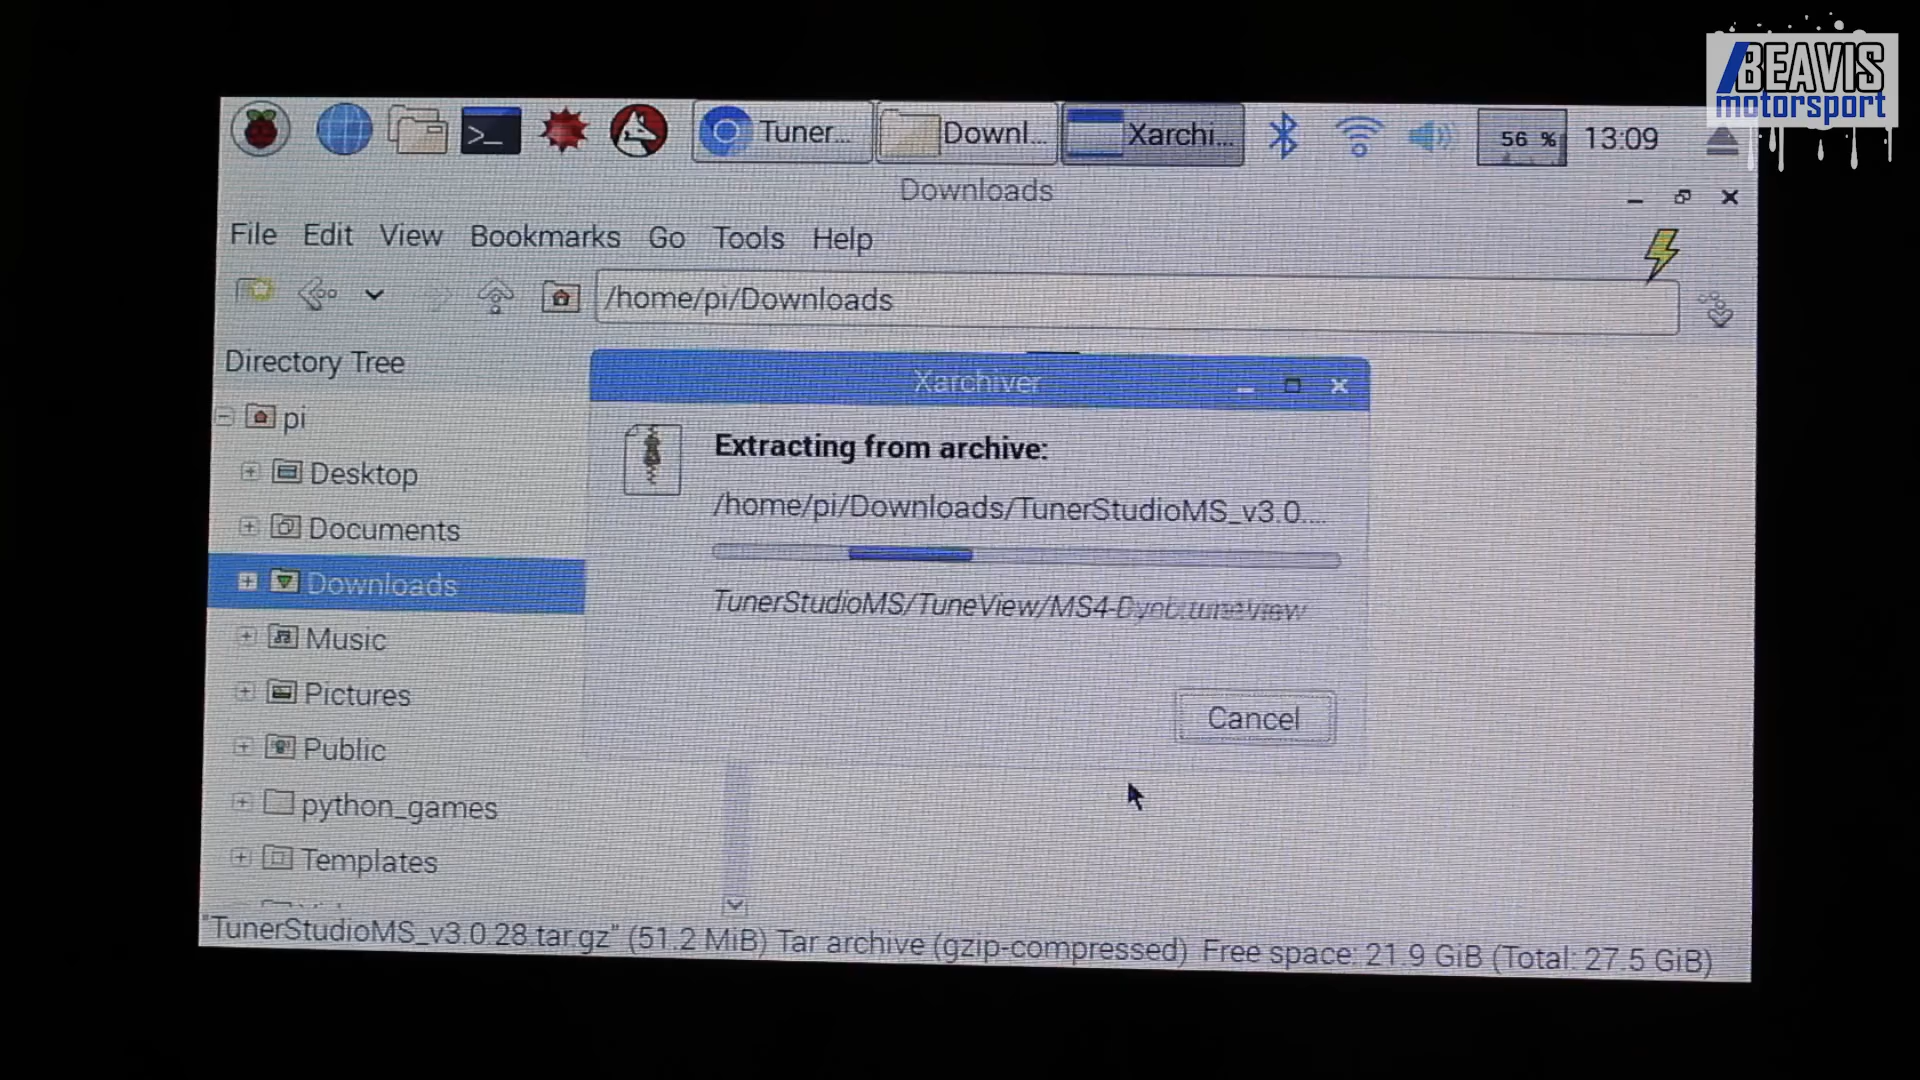 BEAVIS
motorsport
>_ Tuner... Downl... Xarchi... 56 % 13:09
Downloads
File Edit View Bookmarks Go Tools Help
/home/pi/Downloads
Directory Tree
pi
Desktop
Documents
Downloads
Music
Pictures
Public
python_games
Templates
Xarchiver
Extracting from archive:
/home/pi/Downloads/TunerStudioMS_v3.0....
TunerStudioMS/TuneView/MS4-
Cancel
"TunerStudioMS_v3.0.28.tar.gz" (51.2 MiB) Tar archive (gzip-compressed) Free space: 21.9 GiB (Total: 27.5 GiB)